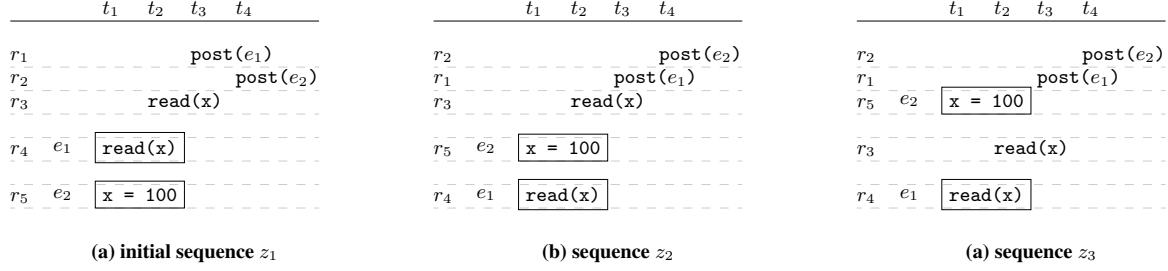 t1 t2 t3 t4
r1 post(e1)
r2 post(e2)
r3 read(x)
r4 e1 read(x)
r5 e2 x = 100
(a) initial sequence z1
t1 t2 t3 t4
r2 post(e2)
r1 post(e1)
r3 read(x)
r5 e2 x = 100
r4 e1 read(x)
(b) sequence z2
t1 t2 t3 t4
r2 post(e2)
r1 post(e1)
r5 e2 x = 100
r3 read(x)
r4 e1 read(x)
(a) sequence z3